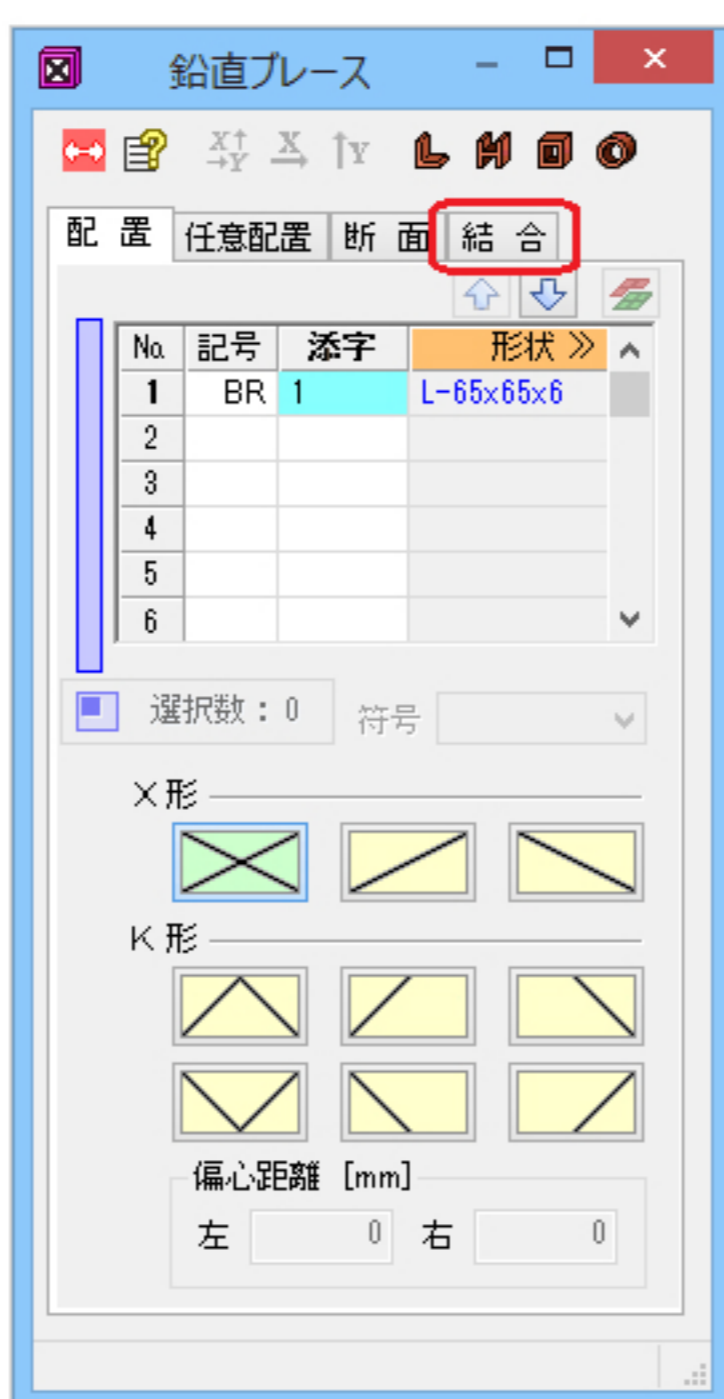 鉛直ブレース
X Y X Y
配 置 任意配置 断 面 結 合
No. 記号 添字 形状 ≫
1 BR 1 L-65x65x6
2
3
4
5
6
選択数：0 符号
X形
K形
偏心距離 [mm]
左 0 右 0